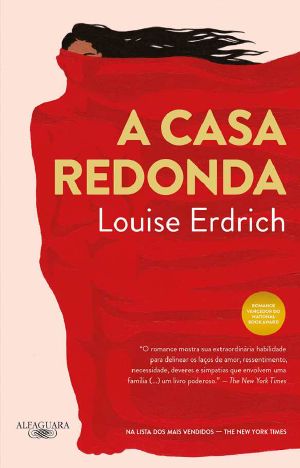 A CASA
REDONDA
Louise Erdrich
ROMANCE
VENCEDOR DO
NATIONAL
BOOK AWARD
"O romance mostra sua extraordinária habilidade
para delinear os laços de amor, ressentimento,
necessidade, deveres e simpatias que envolvem uma
família (...) um livro poderoso." — The New York Times
ALFAGUARA
NA LISTA DOS MAIS VENDIDOS — THE NEW YORK TIMES